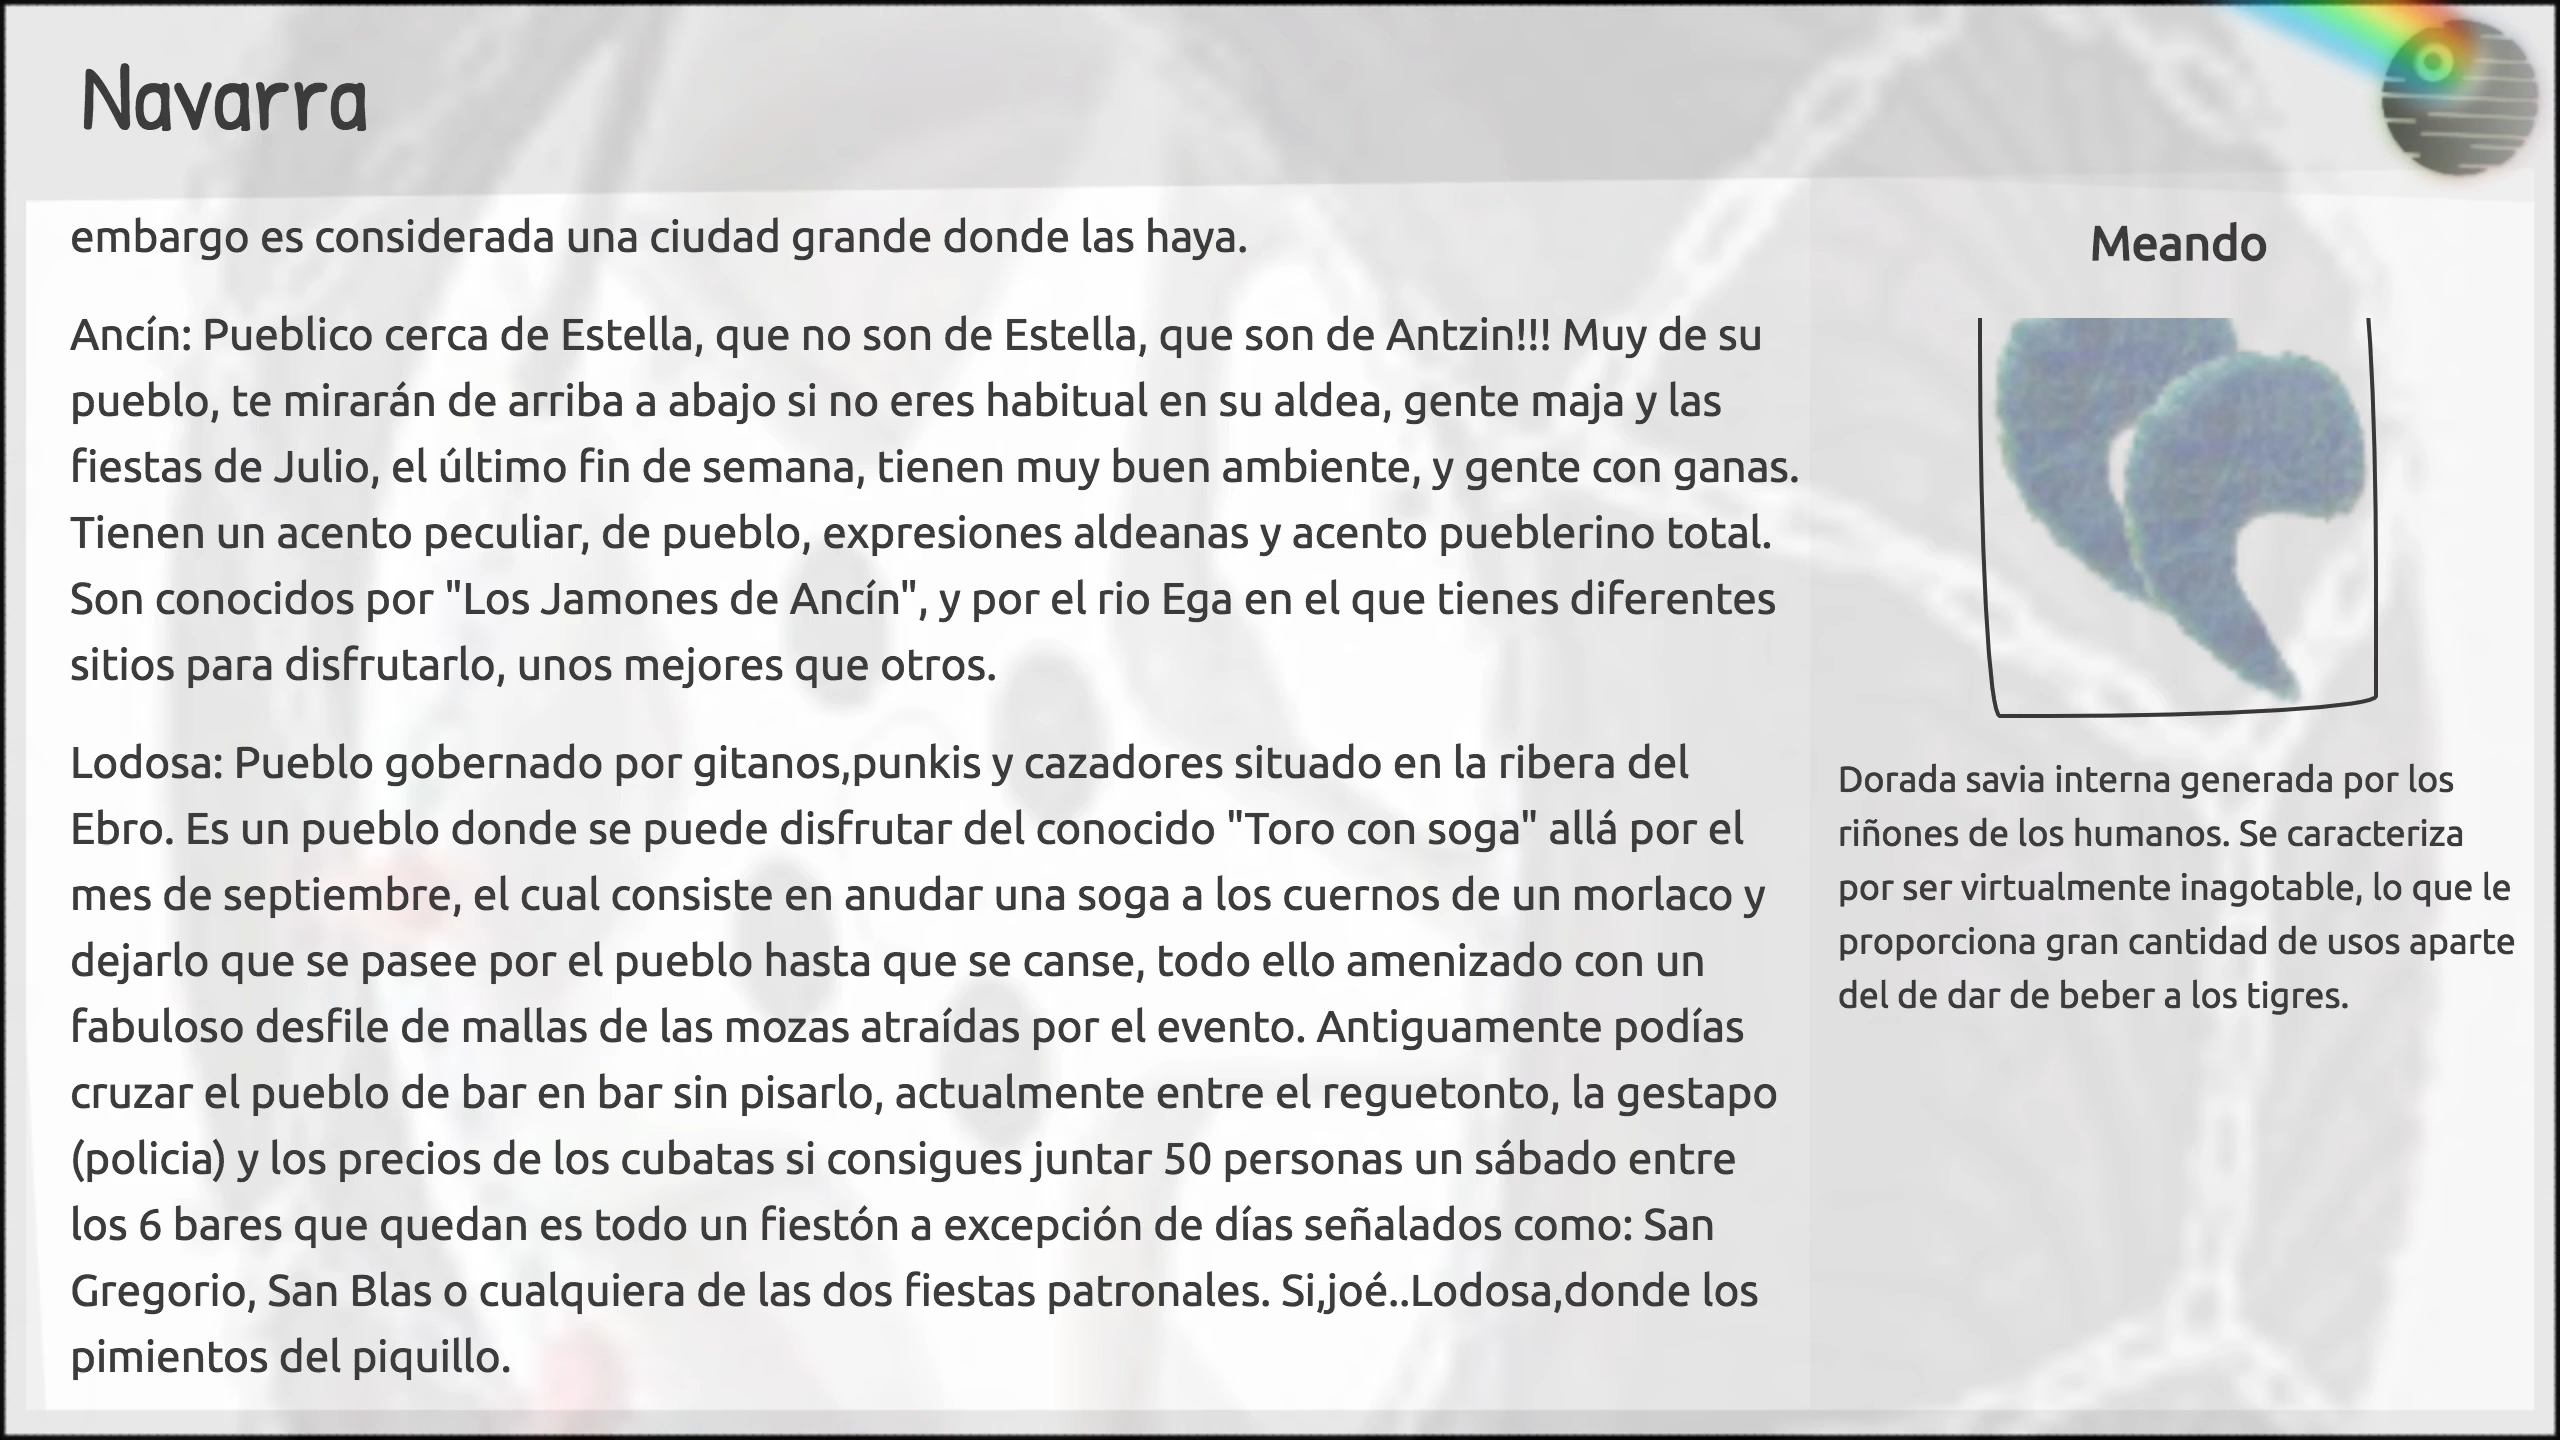 Navarra
embargo es considerada una ciudad grande donde las haya.
Ancín: Pueblico cerca de Estella, que no son de Estella, que son de Antzin!!! Muy de su
pueblo, te mirarán de arriba a abajo si no eres habitual en su aldea, gente maja y las
fiestas de Julio, el último fin de semana, tienen muy buen ambiente, y gente con ganas.
Tienen un acento peculiar, de pueblo, expresiones aldeanas y acento pueblerino total.
Son conocidos por "Los Jamones de Ancín", y por el rio Ega en el que tienes diferentes
sitios para disfrutarlo, unos mejores que otros.
Lodosa: Pueblo gobernado por gitanos,punkis y cazadores situado en la ribera del
Ebro. Es un pueblo donde se puede disfrutar del conocido "Toro con soga" allá por el
mes de septiembre, el cual consiste en anudar una soga a los cuernos de un morlaco y
dejarlo que se pasee por el pueblo hasta que se canse, todo ello amenizado con un
fabuloso desfile de mallas de las mozas atraídas por el evento. Antiguamente podías
cruzar el pueblo de bar en bar sin pisarlo, actualmente entre el reguetonto, la gestapo
(policia) y los precios de los cubatas si consigues juntar 50 personas un sábado entre
los 6 bares que quedan es todo un fiestón a excepción de días señalados como: San
Gregorio, San Blas o cualquiera de las dos fiestas patronales. Si,joé..Lodosa,donde los
pimientos del piquillo.
Meando
Dorada savia interna generada por los
riñones de los humanos. Se caracteriza
por ser virtualmente inagotable, lo que le
proporciona gran cantidad de usos aparte
del de dar de beber a los tigres.